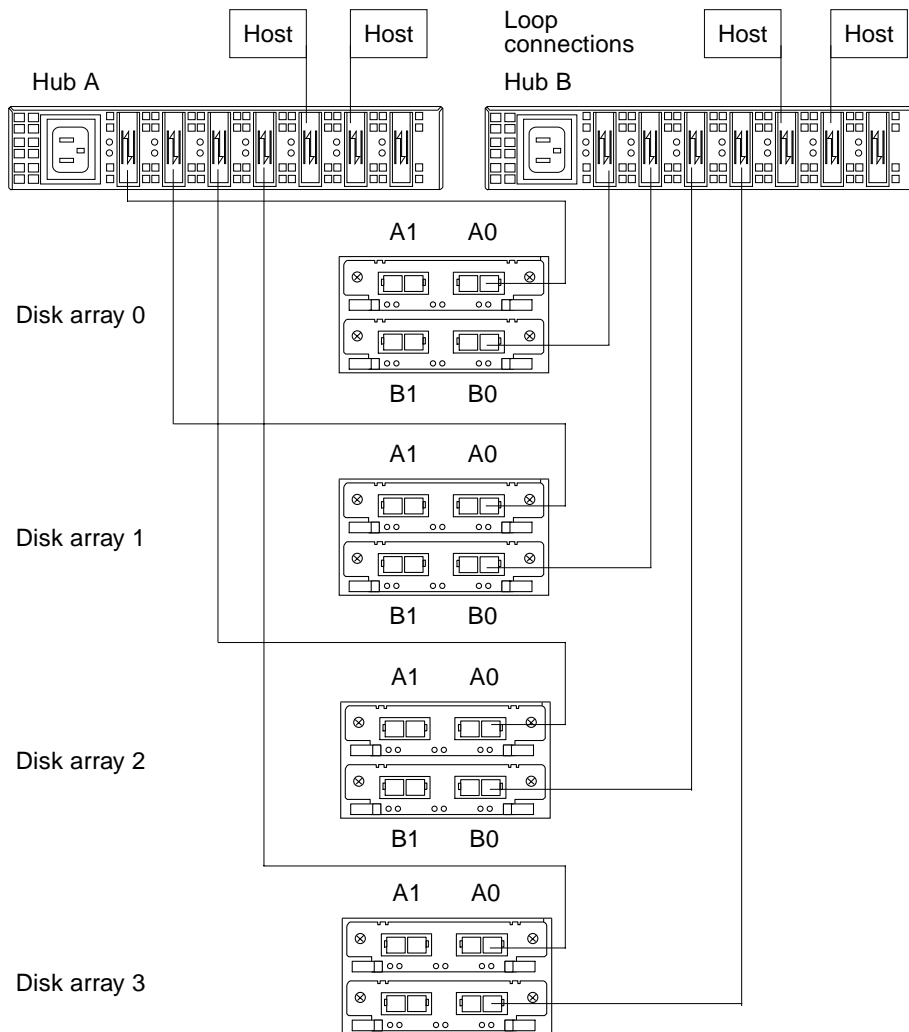 Host
Host
Loop
connections
Host
Host
Hub A
Hub B
A1
A0
Disk array 0
B1
B0
A1
A0
Disk array 1
B1
B0
A1
A0
Disk array 2
B1
B0
A1
A0
Disk array 3